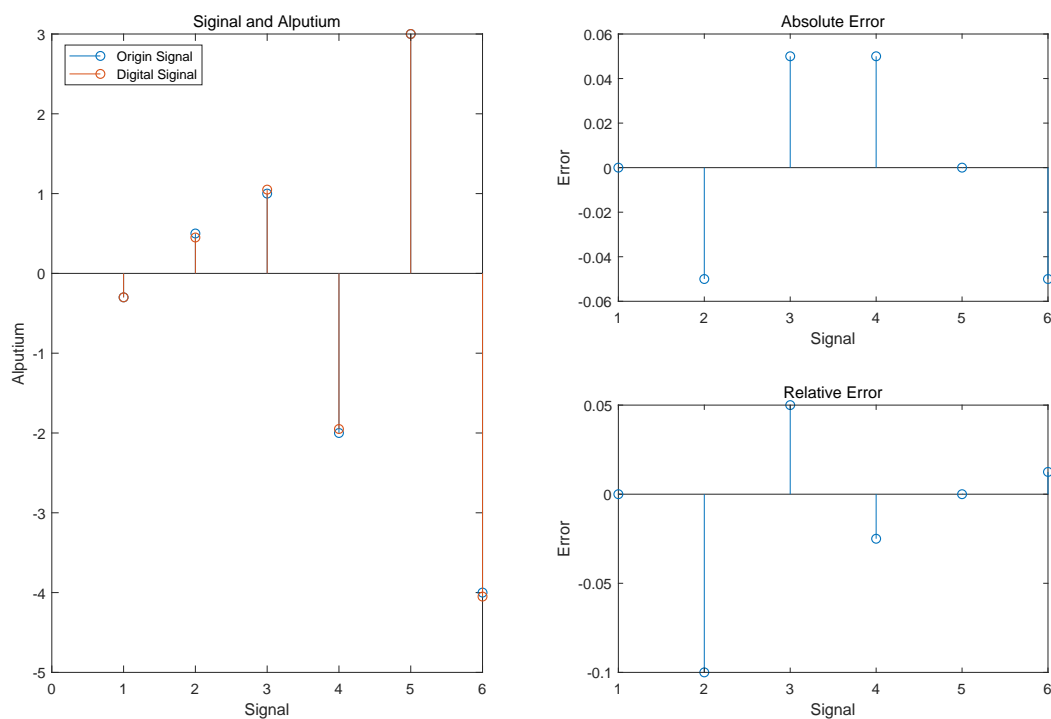 Siginal and Alputium
3
2
1
0
-1
-2
-3
-4
-5
Alputium
Origin Signal
Digital Siginal
0 1 2 3 4 5 6
Signal
Absolute Error
0.06
0.04
0.02
0
-0.02
-0.04
-0.06
Error
1 2 3 4 5 6
Signal
Relative Error
0.05
0
-0.05
-0.1
Error
1 2 3 4 5 6
Signal